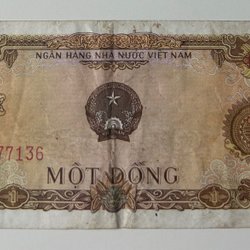 NGÂN HÀNG NHÀ NƯỚC VIỆT NAM
77136
MỘT ĐỒNG